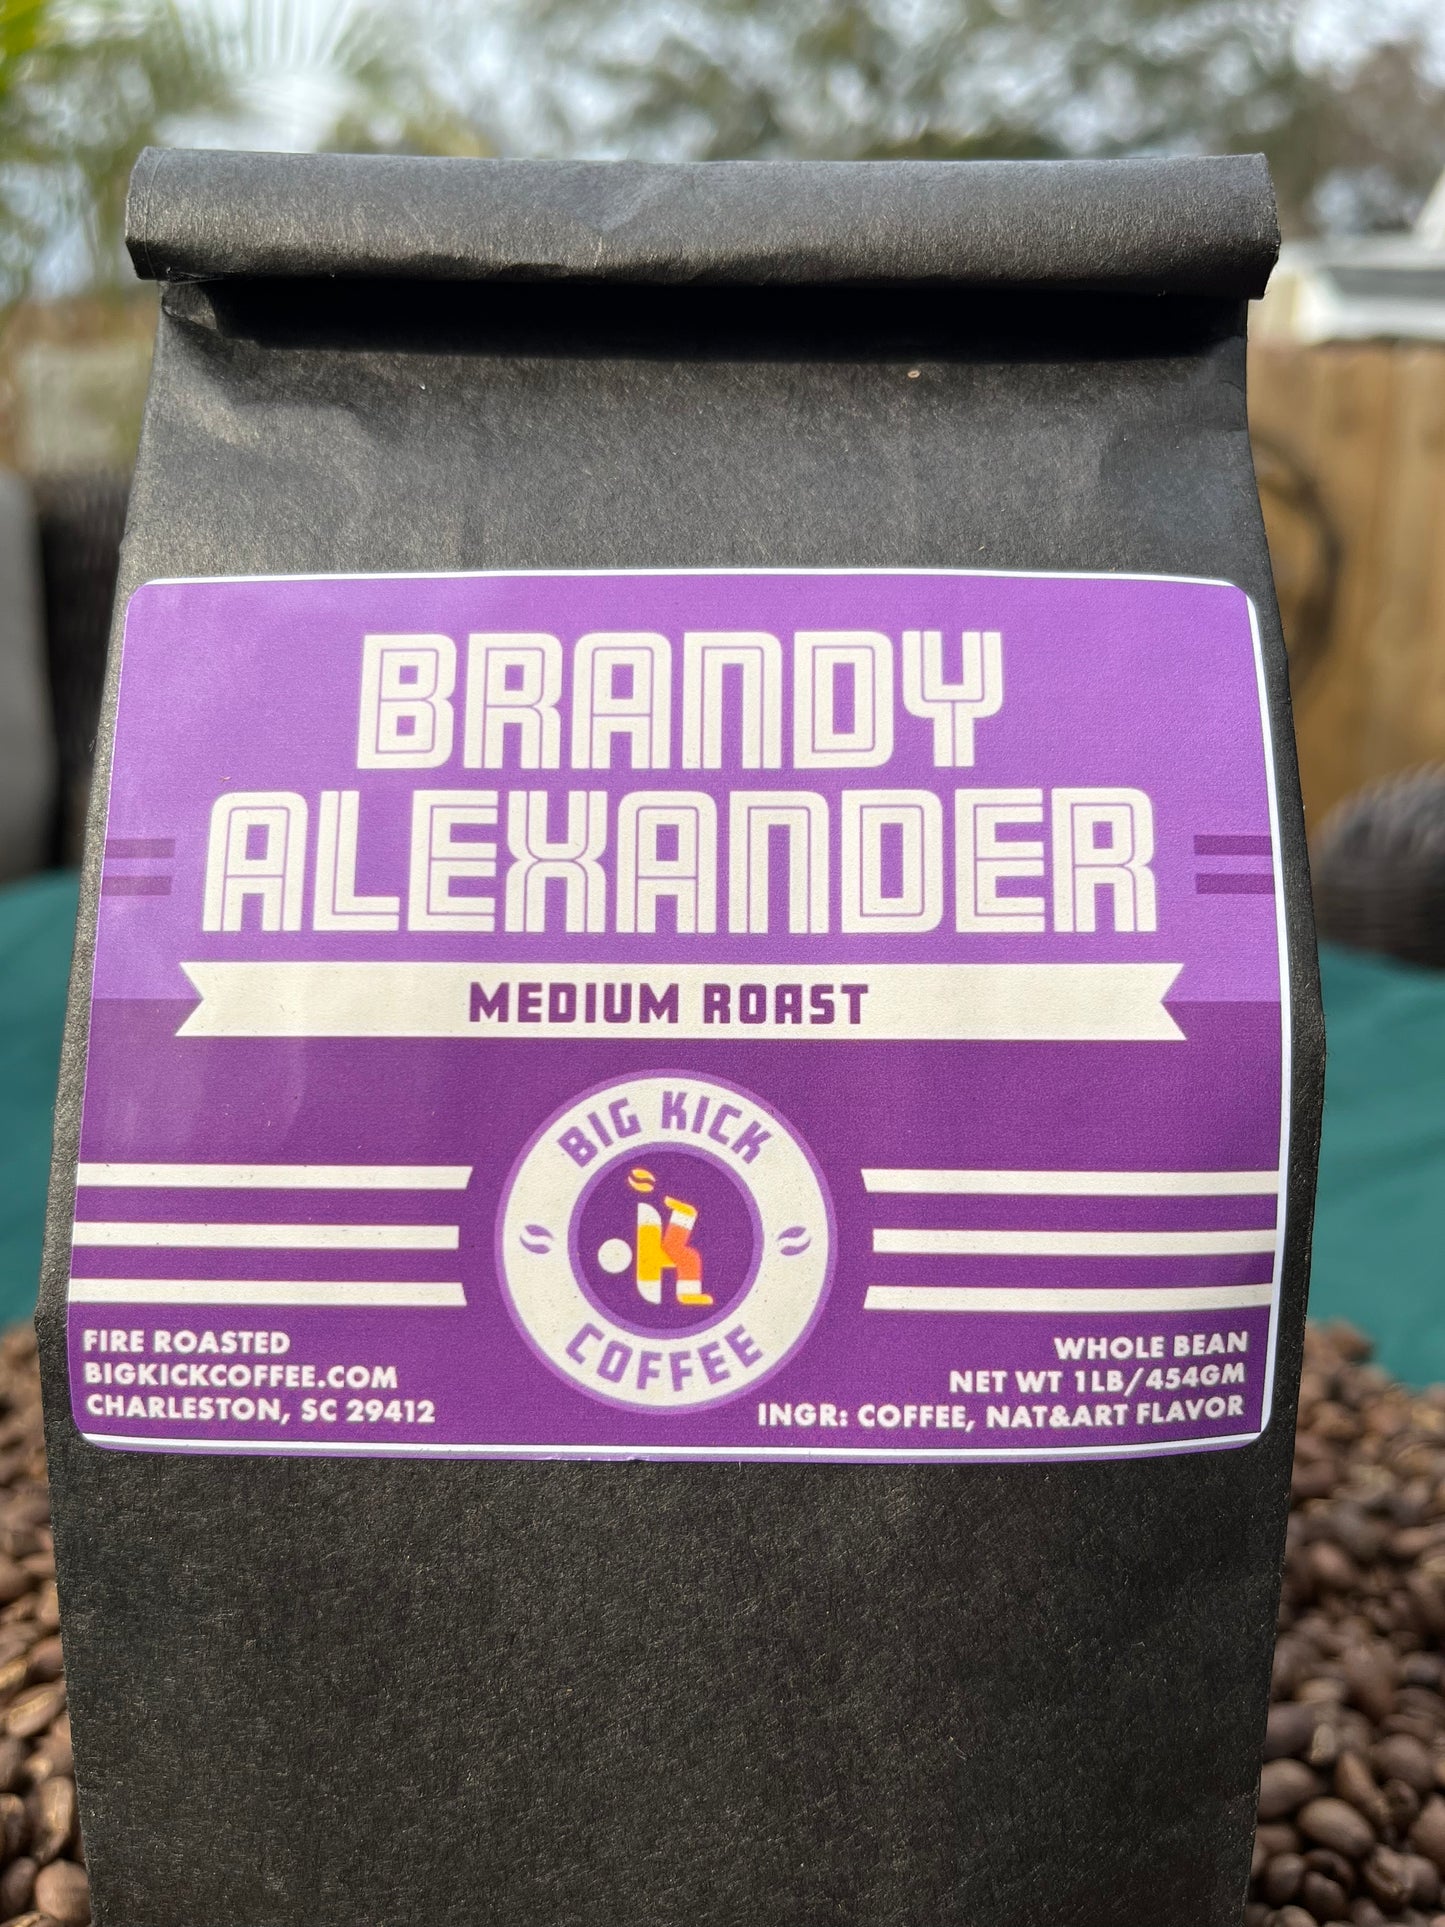 BRANDY
ALEXANDER
MEDIUM ROAST
BIG KICK
COFFEE
FIRE ROASTED
BIGKICKCOFFEE.COM
CHARLESTON, SC 29412
WHOLE BEAN
NET WT 1LB/454GM
INGR: COFFEE, NAT&ART FLAVOR